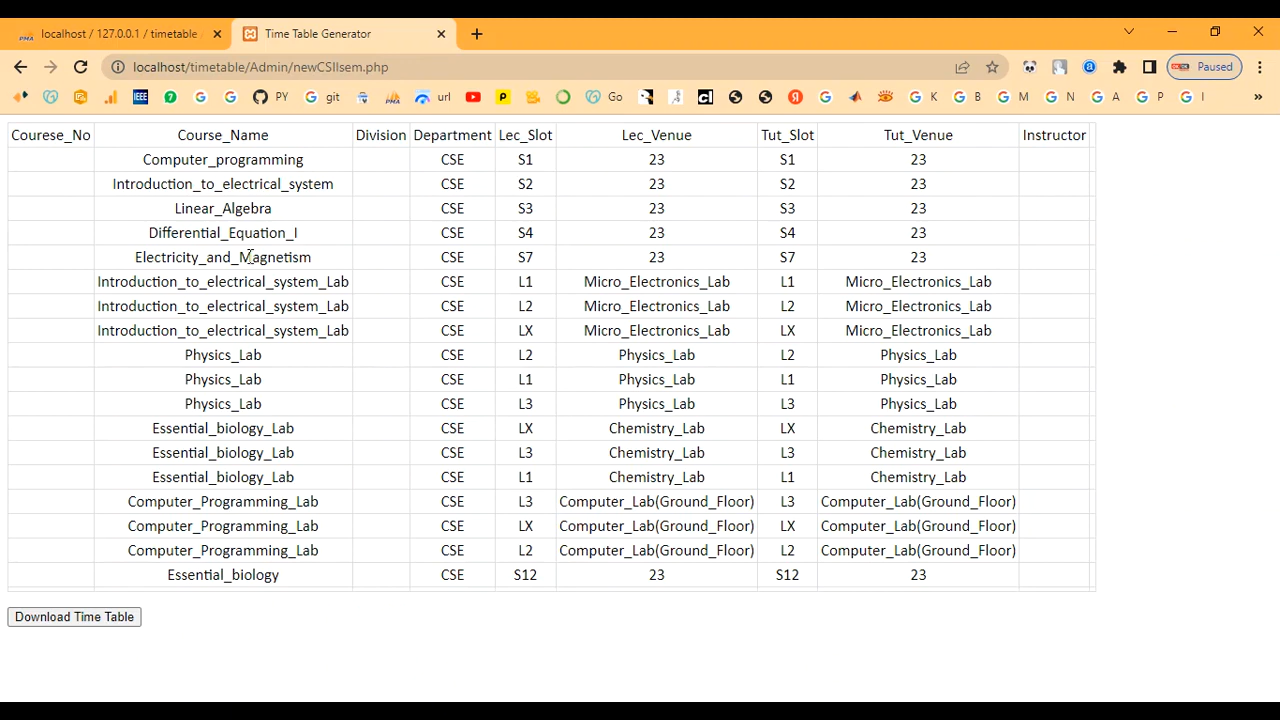 localhost / 127.0.0.1 / timetable
Time Table Generator
localhost/timetable/Admin/newCSIIsem.php
Paused
IEEE PY git url Go K B M N A P I »
Courese_No Course_Name Division Department Lec_Slot Lec_Venue Tut_Slot Tut_Venue Instructor
Computer_programming CSE S1 23 S1 23
Introduction_to_electrical_system CSE S2 23 S2 23
Linear_Algebra CSE S3 23 S3 23
Differential_Equation_I CSE S4 23 S4 23
Electricity_and_Magnetism CSE S7 23 S7 23
Introduction_to_electrical_system_Lab CSE L1 Micro_Electronics_Lab L1 Micro_Electronics_Lab
Introduction_to_electrical_system_Lab CSE L2 Micro_Electronics_Lab L2 Micro_Electronics_Lab
Introduction_to_electrical_system_Lab CSE LX Micro_Electronics_Lab LX Micro_Electronics_Lab
Physics_Lab CSE L2 Physics_Lab L2 Physics_Lab
Physics_Lab CSE L1 Physics_Lab L1 Physics_Lab
Physics_Lab CSE L3 Physics_Lab L3 Physics_Lab
Essential_biology_Lab CSE LX Chemistry_Lab LX Chemistry_Lab
Essential_biology_Lab CSE L3 Chemistry_Lab L3 Chemistry_Lab
Essential_biology_Lab CSE L1 Chemistry_Lab L1 Chemistry_Lab
Computer_Programming_Lab CSE L3 Computer_Lab(Ground_Floor) L3 Computer_Lab(Ground_Floor)
Computer_Programming_Lab CSE LX Computer_Lab(Ground_Floor) LX Computer_Lab(Ground_Floor)
Computer_Programming_Lab CSE L2 Computer_Lab(Ground_Floor) L2 Computer_Lab(Ground_Floor)
Essential_biology CSE S12 23 S12 23
Download Time Table